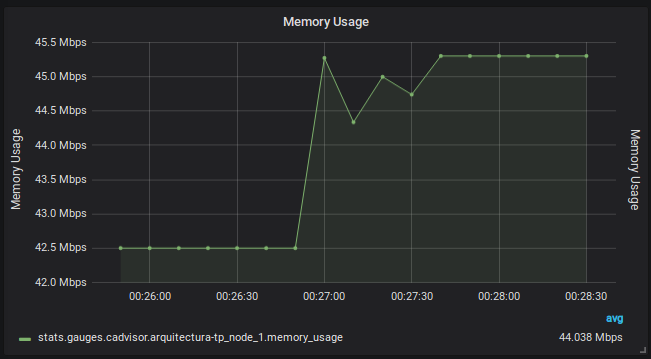 Memory Usage
45.5 Mbps
45.0 Mbps
44.5 Mbps
44.0 Mbps
43.5 Mbps
43.0 Mbps
42.5 Mbps
42.0 Mbps
Memory Usage
Memory Usage
00:26:00 00:26:30 00:27:00 00:27:30 00:28:00 00:28:30
avg
stats.gauges.cadvisor.arquitectura-tp_node_1.memory_usage 44.038 Mbps